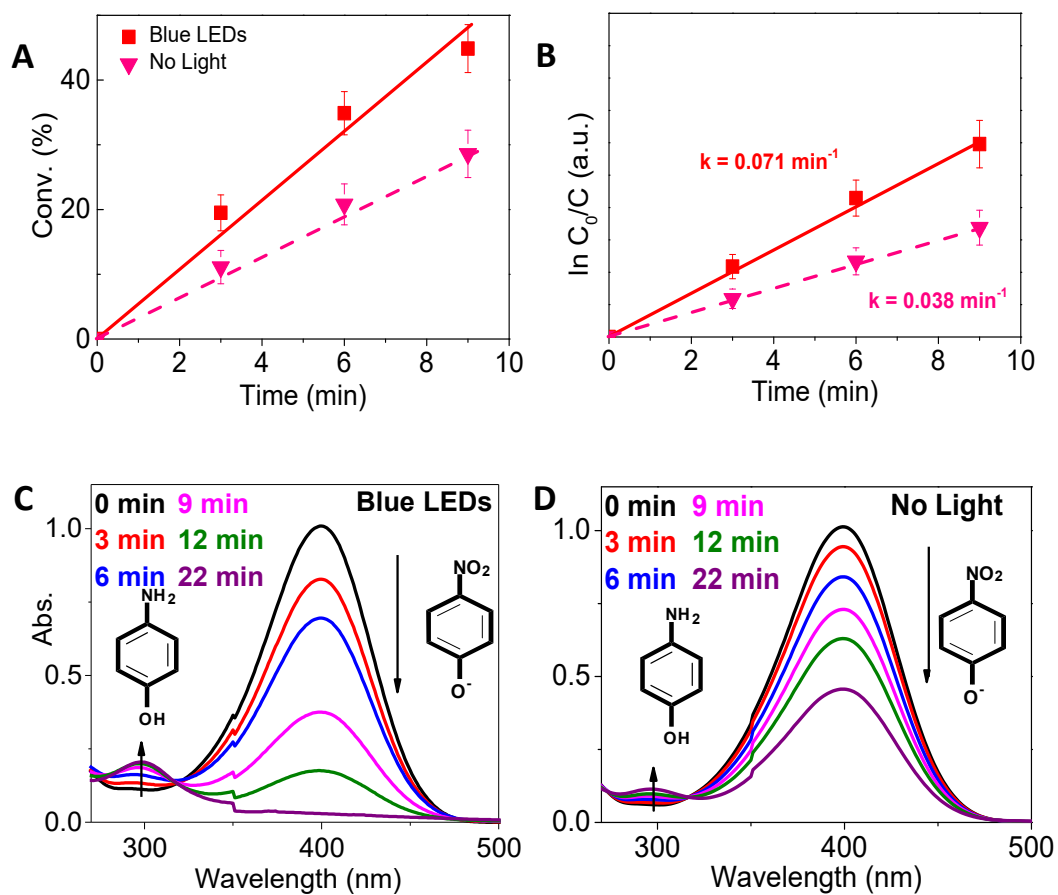 A
Blue LEDs
No Light
Conv. (%)
40
20
0
0 2 4 6 8 10
Time (min)
B
ln C₀/C (a.u.)
k = 0.071 min⁻¹
k = 0.038 min⁻¹
0 2 4 6 8 10
Time (min)
C
0 min 9 min
3 min 12 min
6 min 22 min
Blue LEDs
Abs.
1.0
0.5
0.0
NH₂
OH
NO₂
O⁻
300 400 500
Wavelength (nm)
D
0 min 9 min
3 min 12 min
6 min 22 min
No Light
1.0
0.5
0.0
NH₂
OH
NO₂
O⁻
300 400 500
Wavelength (nm)